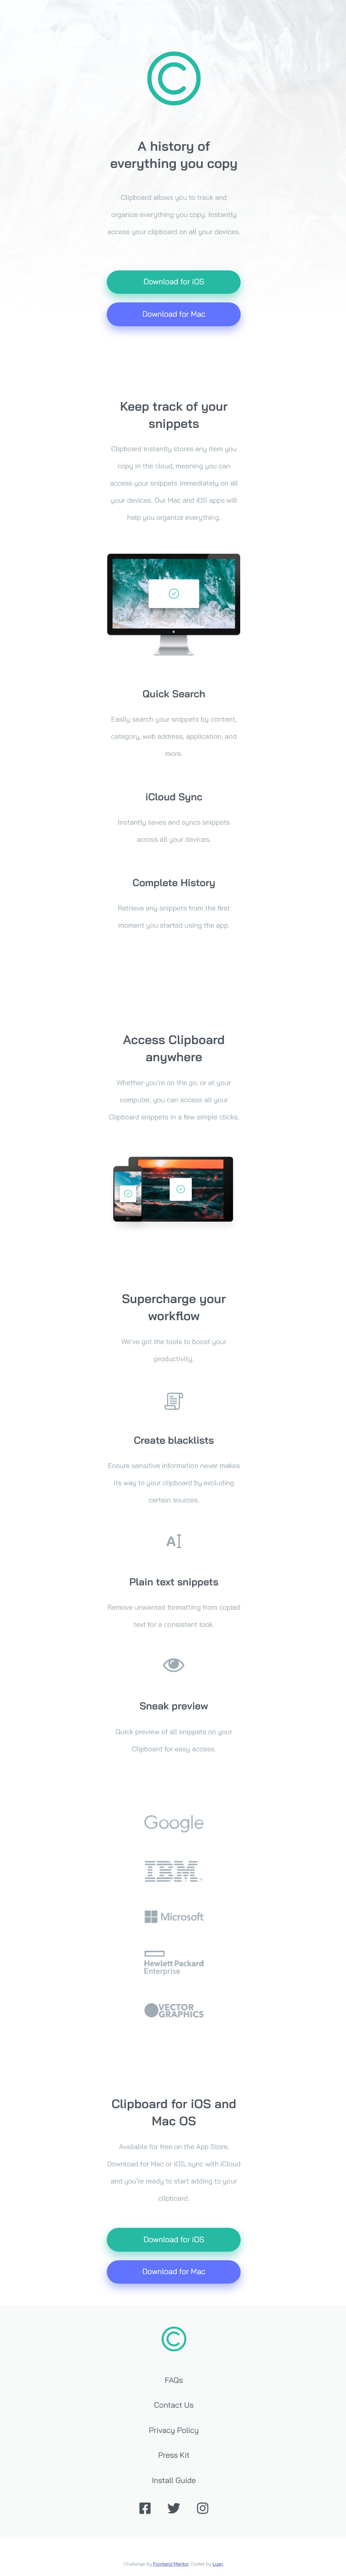 A history of
everything you copy
Clipboard allows you to track and
organize everything you copy. Instantly
access your clipboard on all your devices.
Download for iOS
Download for Mac
Keep track of your
snippets
Clipboard instantly stores any item you
copy in the cloud, meaning you can
access your snippets immediately on all
your devices. Our Mac and iOS apps will
help you organize everything.
Quick Search
Easily search your snippets by content,
category, web address, application, and
more.
iCloud Sync
Instantly saves and syncs snippets
across all your devices.
Complete History
Retrieve any snippets from the first
moment you started using the app.
Access Clipboard
anywhere
Whether you're on the go, or at your
computer, you can access all your
Clipboard snippets in a few simple clicks.
Supercharge your
workflow
We've got the tools to boost your
productivity.
Create blacklists
Ensure sensitive information never makes
its way to your clipboard by excluding
certain sources.
A
Plain text snippets
Remove unwanted formatting from copied
text for a consistent look.
Sneak preview
Quick preview of all snippets on your
Clipboard for easy access.
Google
IBM
Microsoft
Hewlett Packard
Enterprise
VECTOR
GRAPHICS
Clipboard for iOS and
Mac OS
Available for free on the App Store.
Download for Mac or iOS, sync with iCloud
and you're ready to start adding to your
clipboard.
Download for iOS
Download for Mac
FAQs
Contact Us
Privacy Policy
Press Kit
Install Guide
Challenge by Frontend Mentor. Coded by Luan.